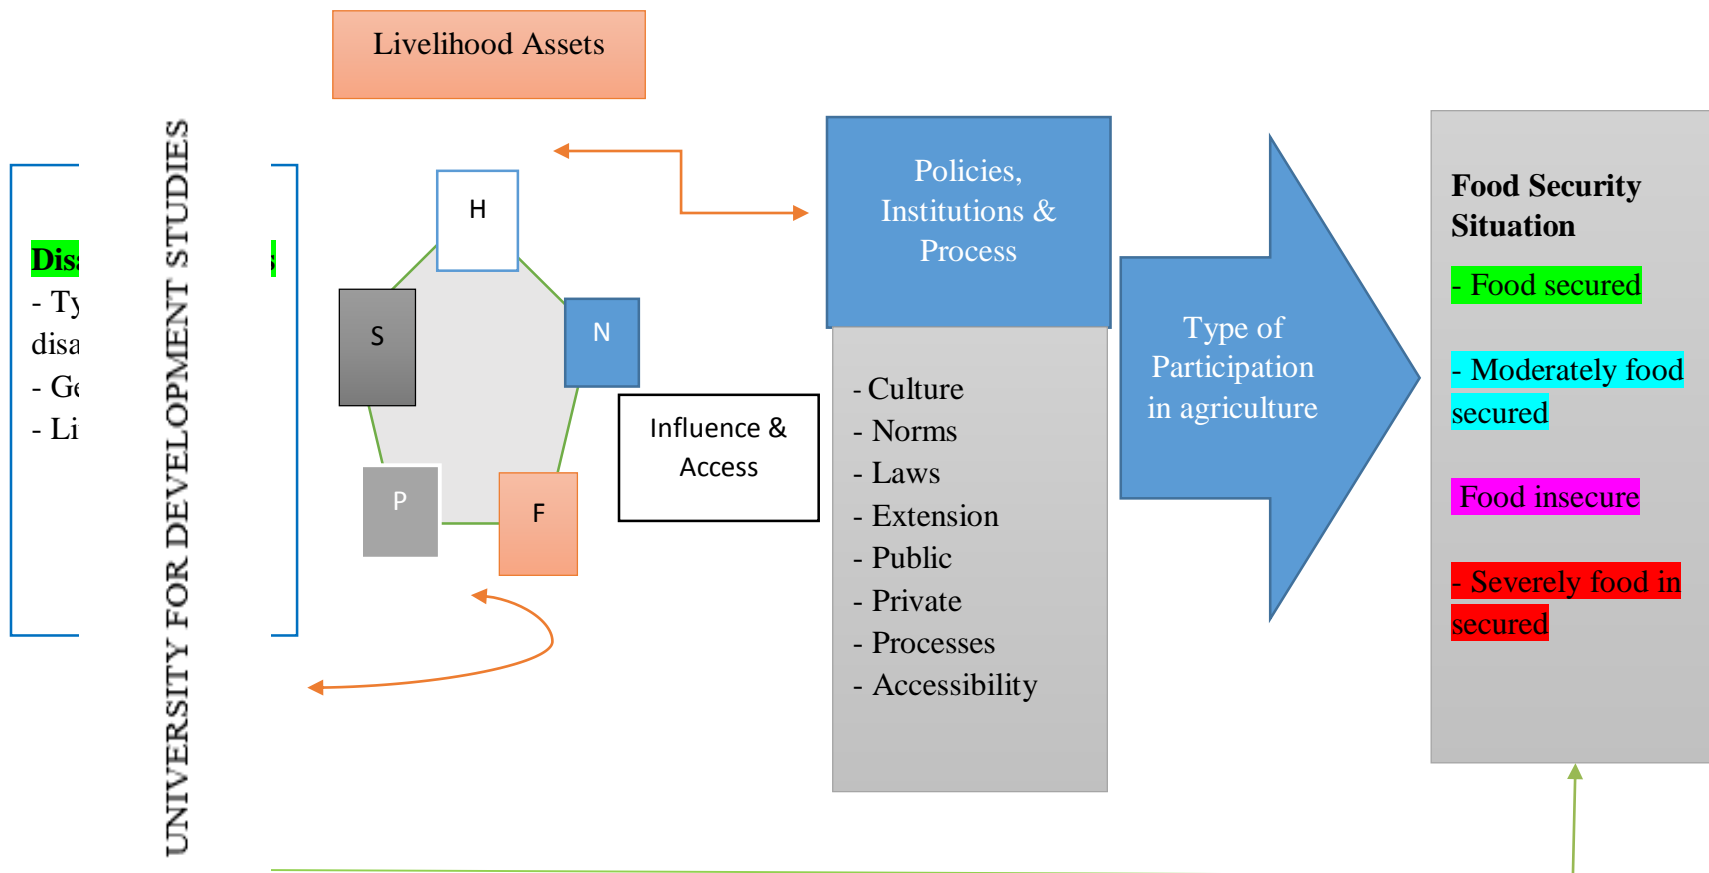 Livelihood Assets
UNIVERSITY FOR DEVELOPMENT STUDIES
- 
- 
- 
H
S
N
P
F
Influence &
Access
Policies,
Institutions &
Process
- Culture
- Norms
- Laws
- Extension
- Public
- Private
- Processes
- Accessibility
Type of
Participation
in agriculture
Food Security
Situation
- Food secured
- Moderately food
secured
Food insecure
- Severely food in
secured